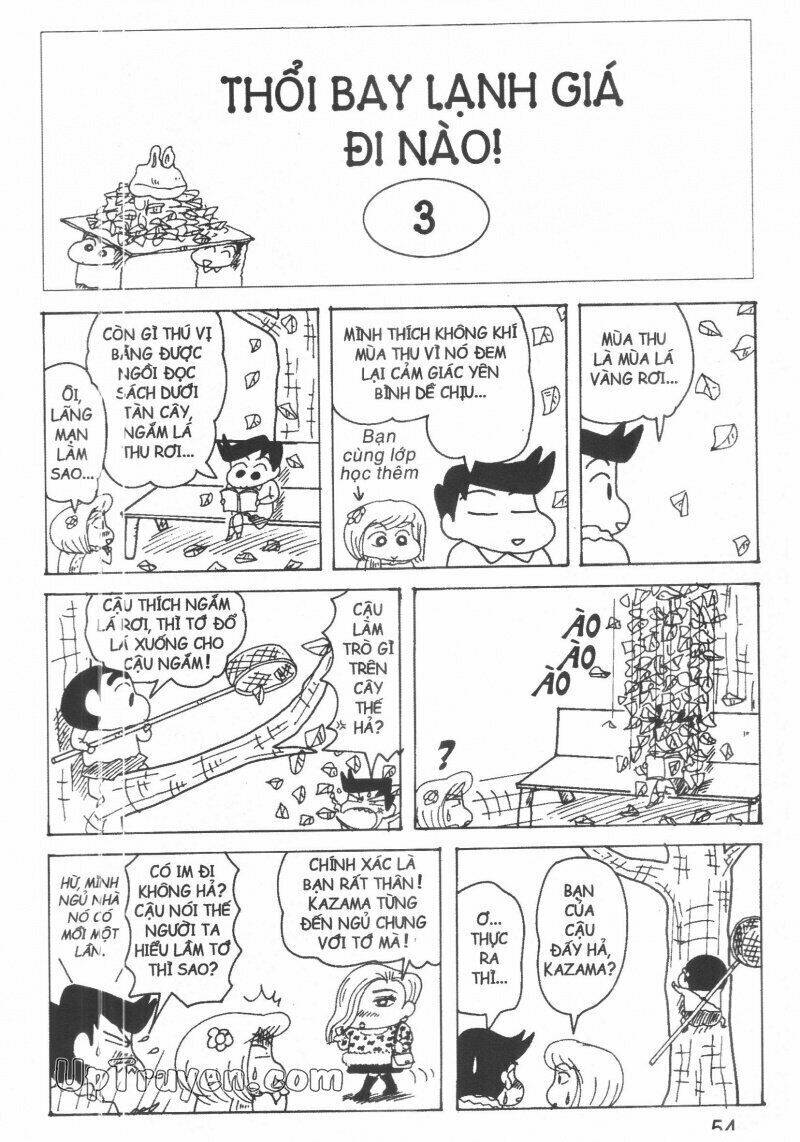 THỔI BAY LẠNH GIÁ
ĐI NÀO!
3
MÙA THU
LÀ MÙA LÁ
VÀNG RƠI...
MÌNH THÍCH KHÔNG KHÍ
MÙA THU VÌ NÓ ĐEM
LẠI CẢM GIÁC YÊN
BÌNH DỄ CHỊU...
Bạn
cùng lớp
học thêm
CÒN GÌ THÚ VỊ
BẰNG ĐƯỢC
NGỒI ĐỌC
SÁCH DƯỚI
TÀN CÂY,
NGẮM LÁ
THU RƠI...
ÔI,
LÃNG
MẠN
LÀM
SAO...
ÀO
ÀO
ÀO
?
CẬU
LÀM
TRÒ GÌ
TRÊN
CÂY
THẾ
HẢ?
CẬU THÍCH NGẮM
LÁ RƠI, THÌ TỚ ĐỔ
LÁ XUỐNG CHO
CẬU NGẮM!
BẠN
CỦA
CẬU
ĐẤY HẢ,
KAZAMA?
Ơ...
THỰC
RA
THÌ...
CHÍNH XÁC LÀ
BẠN RẤT THÂN!
KAZAMA TỪNG
ĐẾN NGỦ CHUNG
VỚI TỚ MÀ!
CÓ IM ĐI
KHÔNG HẢ?
CẬU NÓI THẾ
NGƯỜI TA
HIỂU LẦM TỚ
THÌ SAO?
HỪ, MÌNH
NGỦ NHÀ
NÓ CÓ
MỖI MỘT
LẦN.
UpTruyen.com
54